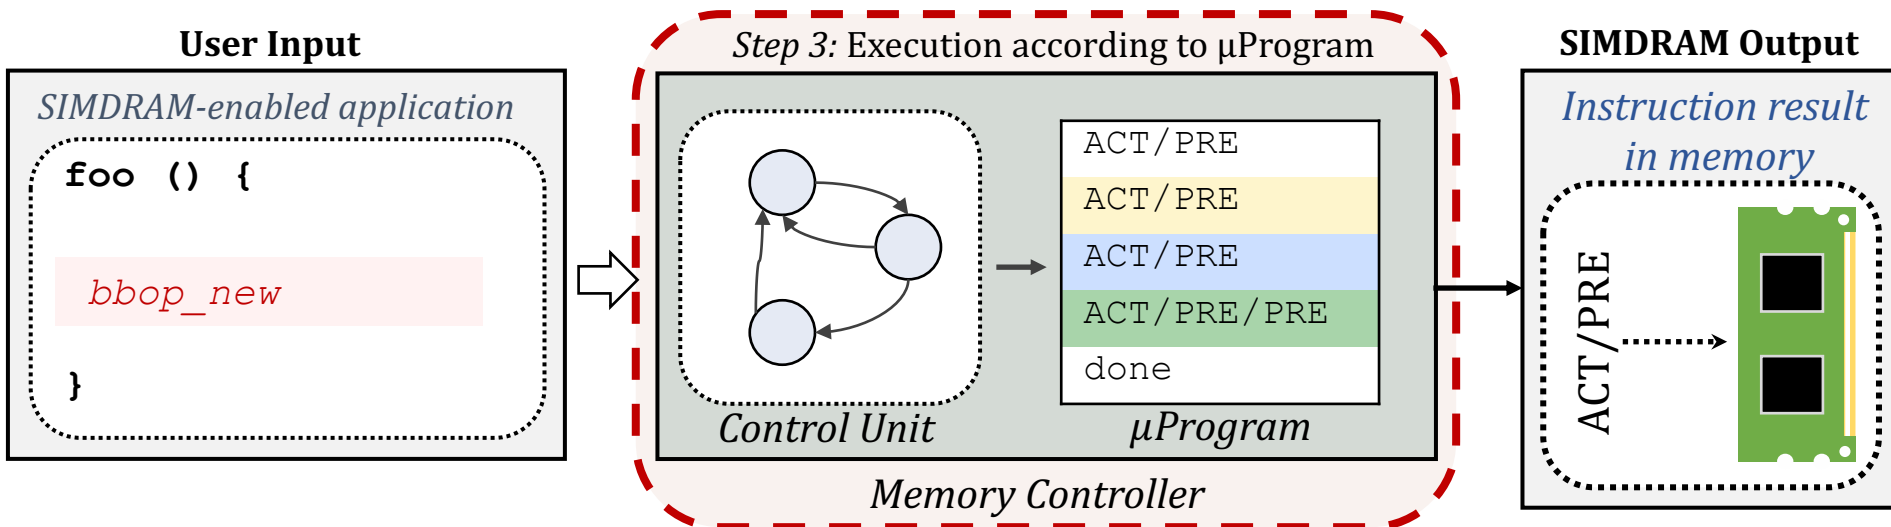 User Input
SIMDRAM-enabled application
foo () {
bbop_new
}
Step 3: Execution according to μProgram
Control Unit
ACT/PRE
ACT/PRE
ACT/PRE
ACT/PRE/PRE
done
μProgram
Memory Controller
SIMDRAM Output
Instruction result
in memory
ACT/PRE